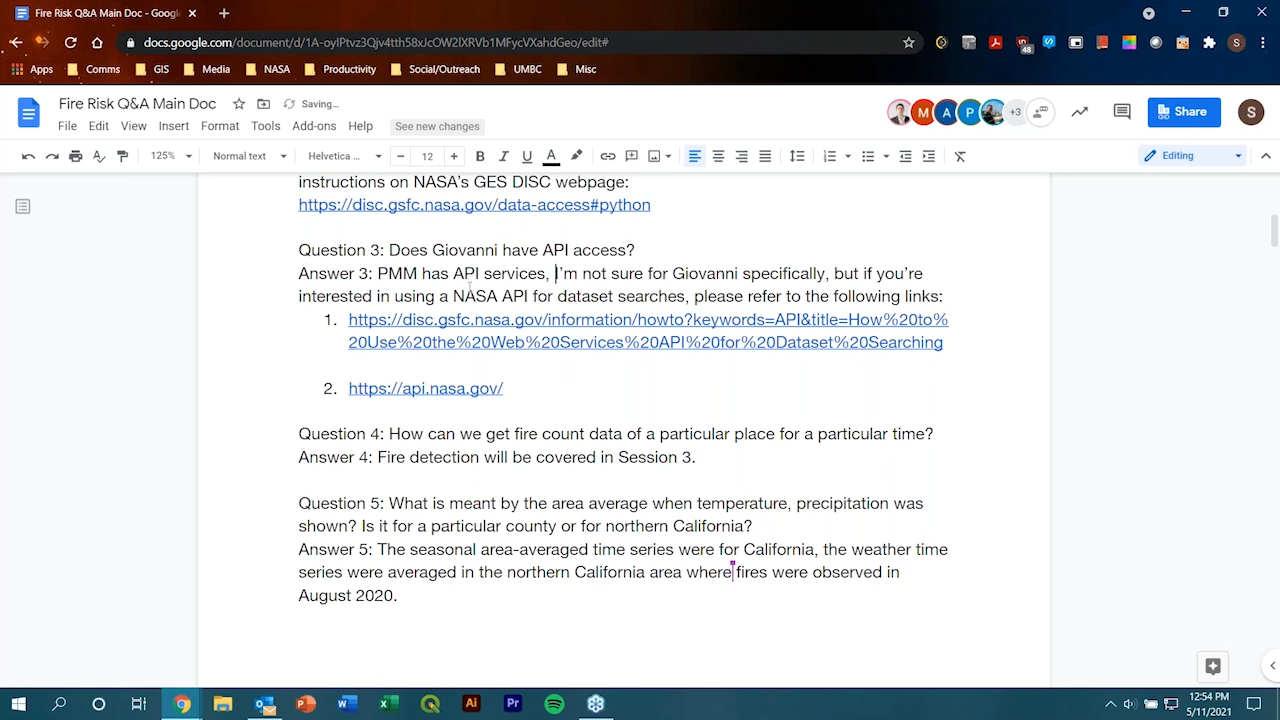 Fire Risk Q&A Main Doc - Googl
docs.google.com/document/d/1A-oyIPtvz3Qjv4tth58xJcOW2lXRVb1MFycVXahdGeo/edit#
48
S
Apps Comms GIS Media NASA Productivity Social/Outreach UMBC Misc
Fire Risk Q&A Main Doc Saving...
M A P +3 Share S
File Edit View Insert Format Tools Add-ons Help See new changes
125% Normal text Helvetica ... 12 B I U A Editing
instructions on NASA's GES DISC webpage:
https://disc.gsfc.nasa.gov/data-access#python
Question 3: Does Giovanni have API access?
Answer 3: PMM has API services, I'm not sure for Giovanni specifically, but if you're
interested in using a NASA API for dataset searches, please refer to the following links:
1. https://disc.gsfc.nasa.gov/information/howto?keywords=API&title=How%20to%
20Use%20the%20Web%20Services%20API%20for%20Dataset%20Searching
2. https://api.nasa.gov/
Question 4: How can we get fire count data of a particular place for a particular time?
Answer 4: Fire detection will be covered in Session 3.
Question 5: What is meant by the area average when temperature, precipitation was
shown? Is it for a particular county or for northern California?
Answer 5: The seasonal area-averaged time series were for California, the weather time
series were averaged in the northern California area where fires were observed in
August 2020.
Ai Pr
12:54 PM
5/11/2021